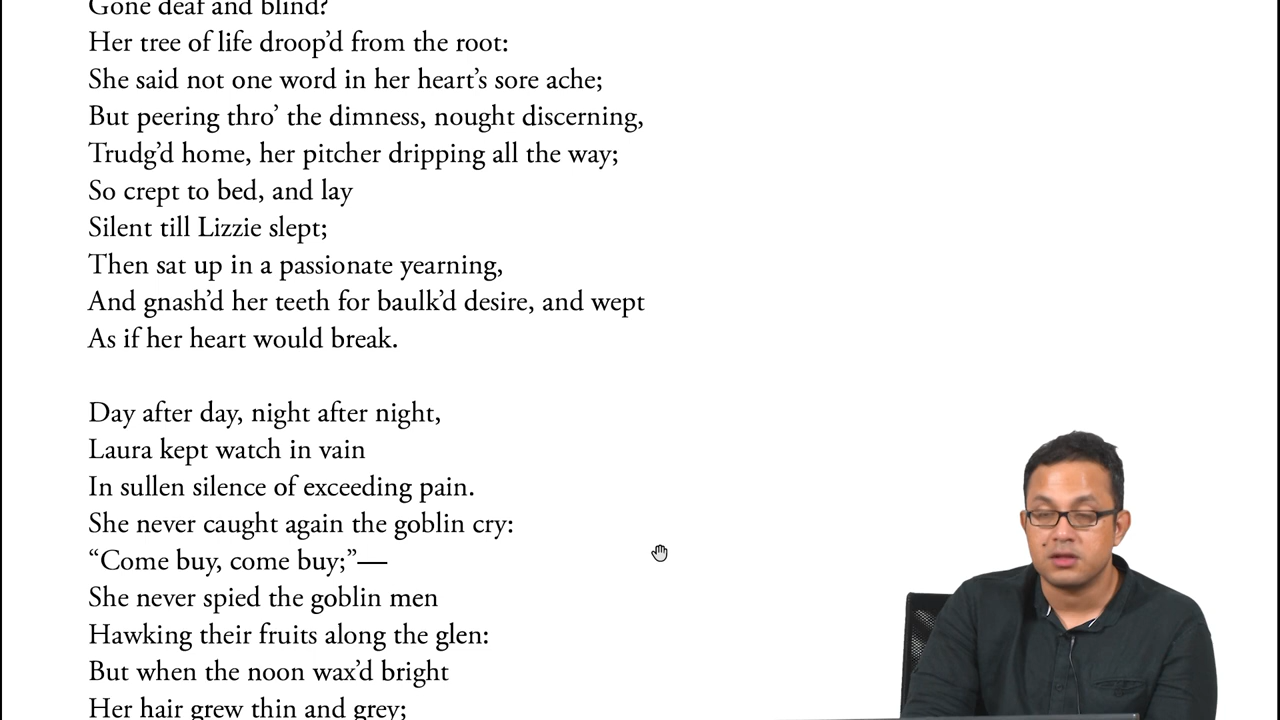 Gone deaf and blind?
Her tree of life droop’d from the root:
She said not one word in her heart’s sore ache;
But peering thro’ the dimness, nought discerning,
Trudg’d home, her pitcher dripping all the way;
So crept to bed, and lay
Silent till Lizzie slept;
Then sat up in a passionate yearning,
And gnash’d her teeth for baulk’d desire, and wept
As if her heart would break.
Day after day, night after night,
Laura kept watch in vain
In sullen silence of exceeding pain.
She never caught again the goblin cry:
“Come buy, come buy;”—
She never spied the goblin men
Hawking their fruits along the glen:
But when the noon wax’d bright
Her hair grew thin and grey;